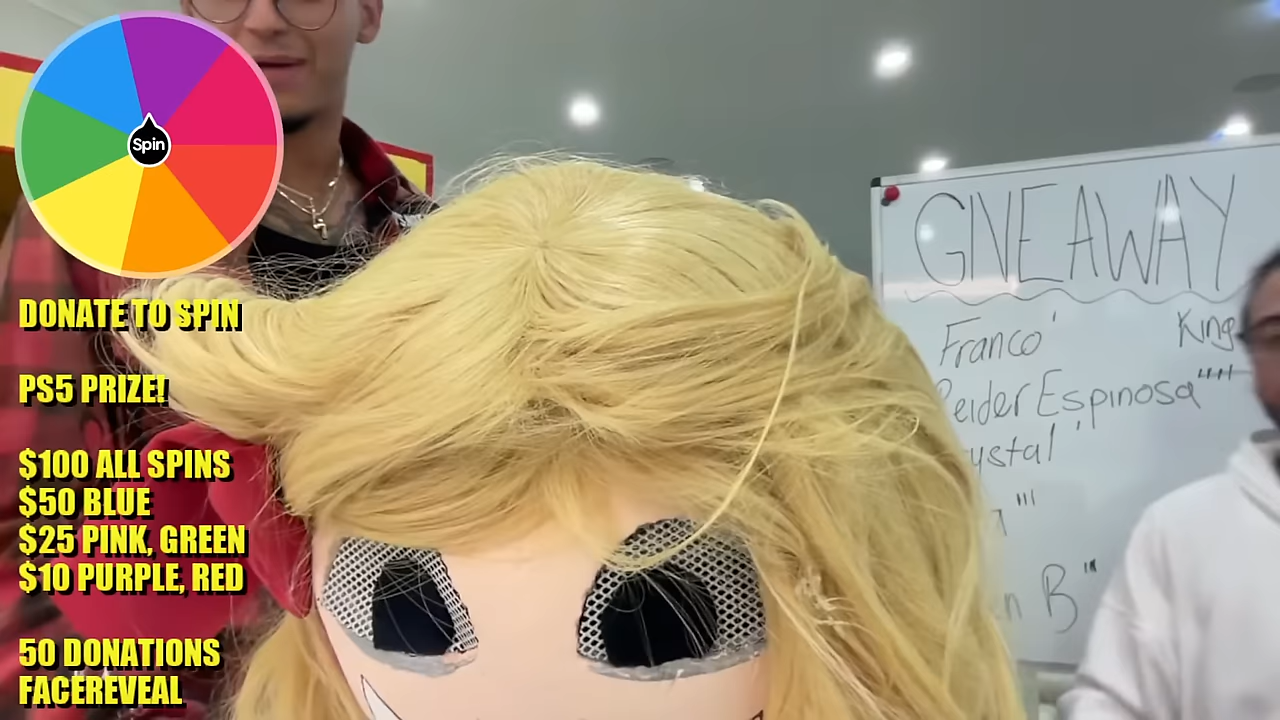 Spin
DONATE TO SPIN
PS5 PRIZE!
$100 ALL SPINS
$50 BLUE
$25 PINK, GREEN
$10 PURPLE, RED
50 DONATIONS
FACEREVEAL
GIVEAWAY
Franco
King
Espinosa